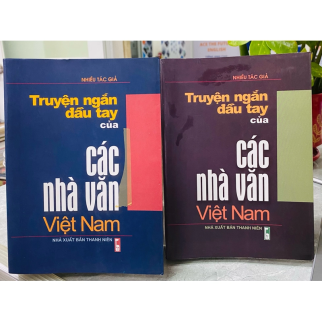 NHIỀU TÁC GIẢ
Truyện ngắn
đầu tay
của
các
nhà văn
Việt Nam
NHÀ XUẤT BẢN THANH NIÊN
NHIỀU TÁC GIẢ
Truyện ngắn
đầu tay
của
các
nhà văn
Việt Nam
NHÀ XUẤT BẢN THANH NIÊN